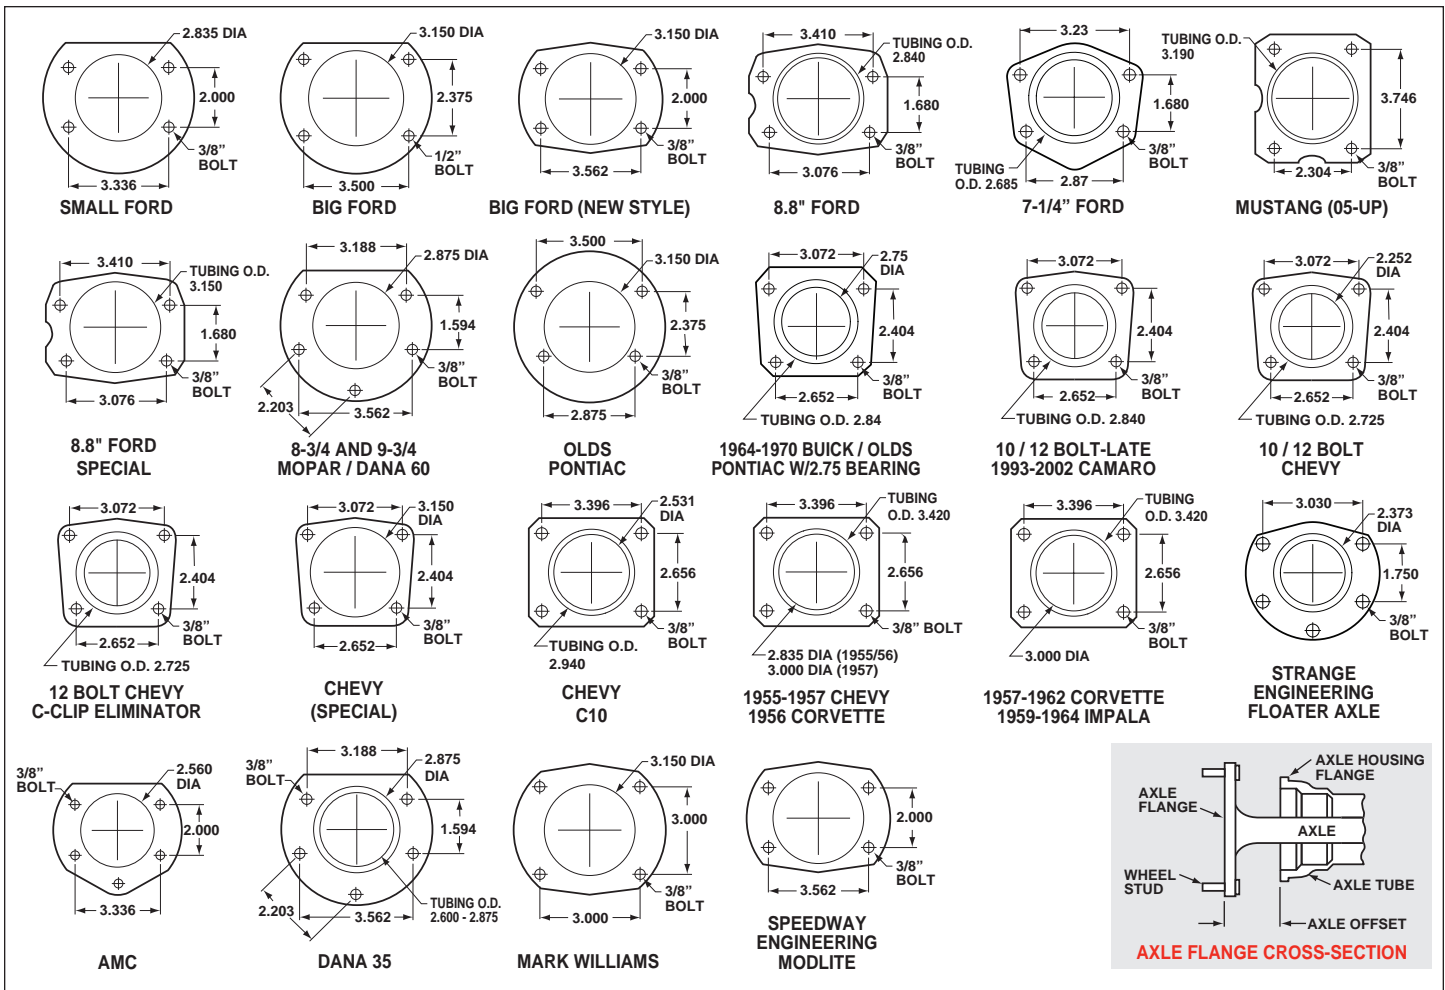 2.835 DIA
2.000
3/8”
BOLT
3.336
SMALL FORD
3.150 DIA
2.375
1/2”
BOLT
3.500
BIG FORD
3.150 DIA
2.000
3/8”
BOLT
3.562
BIG FORD (NEW STYLE)
3.410
TUBING O.D.
2.840
1.680
3/8”
BOLT
3.076
8.8" FORD
3.23
1.680
3/8”
BOLT
TUBING
O.D. 2.685
2.87
7-1/4” FORD
TUBING O.D.
3.190
3.746
3/8”
BOLT
2.304
MUSTANG (05-UP)
3.410
TUBING O.D.
3.150
1.680
3/8”
BOLT
3.076
8.8" FORD
SPECIAL
3.188
2.875 DIA
1.594
3/8”
BOLT
2.203
3.562
8-3/4 AND 9-3/4
MOPAR / DANA 60
3.500
3.150 DIA
2.375
3/8”
BOLT
2.875
OLDS
PONTIAC
3.072
2.75
DIA
2.404
3/8”
BOLT
2.652
TUBING O.D. 2.84
1964-1970 BUICK / OLDS
PONTIAC W/2.75 BEARING
3.072
2.404
3/8”
BOLT
2.652
TUBING O.D. 2.840
10 / 12 BOLT-LATE
1993-2002 CAMARO
3.072
2.252
DIA
2.404
3/8”
BOLT
2.652
TUBING O.D. 2.725
10 / 12 BOLT
CHEVY
3.072
2.404
3/8”
BOLT
2.652
TUBING O.D. 2.725
12 BOLT CHEVY
C-CLIP ELIMINATOR
3.072
3.150
DIA
2.404
3/8”
BOLT
2.652
CHEVY
(SPECIAL)
3.396
2.531
DIA
2.656
3/8”
BOLT
TUBING O.D.
2.940
CHEVY
C10
3.396
TUBING
O.D. 3.420
2.656
3/8” BOLT
2.835 DIA (1955/56)
3.000 DIA (1957)
1955-1957 CHEVY
1956 CORVETTE
3.396
TUBING
O.D. 3.420
2.656
3/8”
BOLT
3.000 DIA
1957-1962 CORVETTE
1959-1964 IMPALA
3.030
2.373
DIA
1.750
3/8”
BOLT
STRANGE
ENGINEERING
FLOATER AXLE
3/8”
BOLT
2.560
DIA
2.000
3.336
AMC
3/8”
BOLT
3.188
2.875
DIA
1.594
2.203
3.562
TUBING O.D.
2.600 - 2.875
DANA 35
3.150 DIA
3.000
3/8”
BOLT
3.000
MARK WILLIAMS
2.000
3/8”
BOLT
3.562
SPEEDWAY
ENGINEERING
MODLITE
AXLE HOUSING
FLANGE
AXLE
FLANGE
AXLE
WHEEL
STUD
AXLE TUBE
AXLE OFFSET
AXLE FLANGE CROSS-SECTION